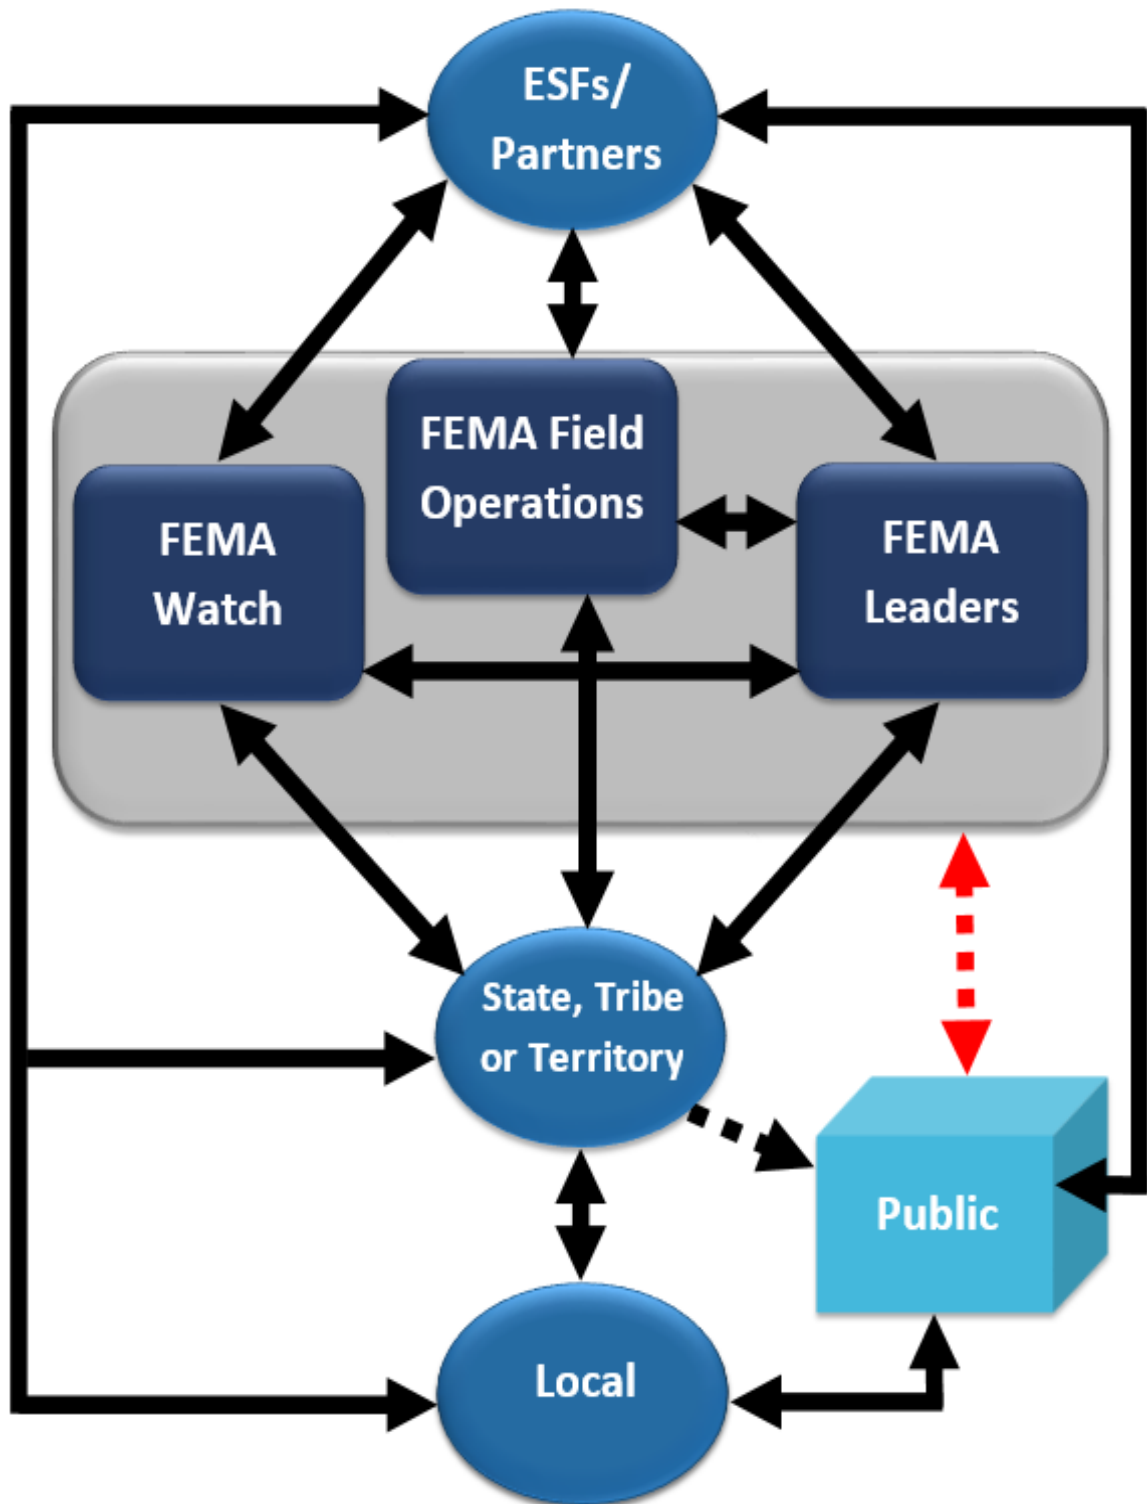 ESFs/
Partners
FEMA Field
Operations
FEMA
Watch
FEMA
Leaders
State, Tribe
or Territory
Public
Local